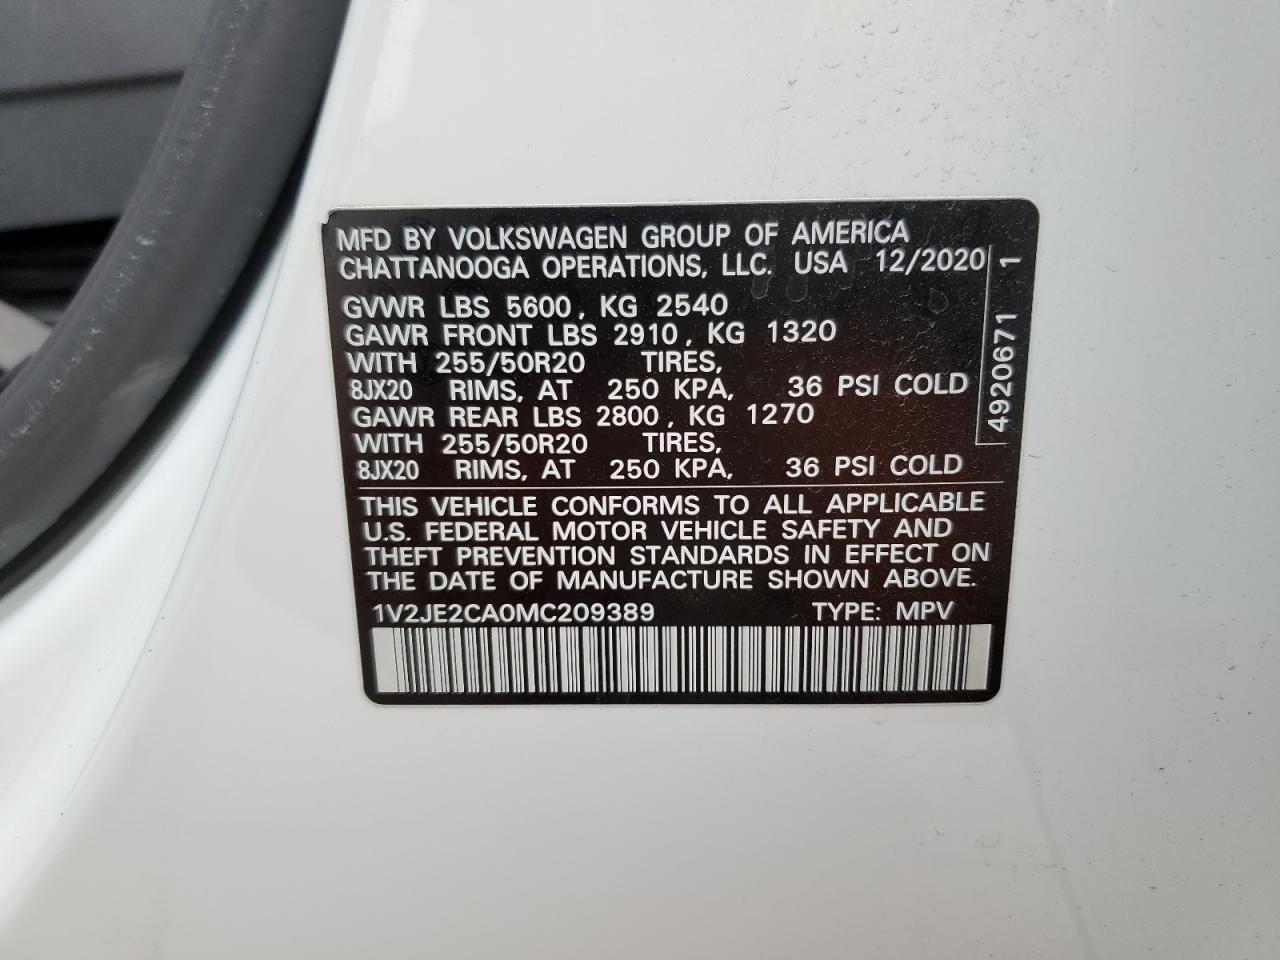 MFD BY VOLKSWAGEN GROUP OF AMERICA
CHATTANOOGA OPERATIONS, LLC. USA 12/2020
GVWR LBS 5600, KG 2540
GAWR FRONT LBS 2910, KG 1320
WITH 255/50R20 TIRES,
8JX20 RIMS, AT 250 KPA, 36 PSI COLD
GAWR REAR LBS 2800, KG 1270
WITH 255/50R20 TIRES,
8JX20 RIMS, AT 250 KPA, 36 PSI COLD
4920671 1
THIS VEHICLE CONFORMS TO ALL APPLICABLE
U.S. FEDERAL MOTOR VEHICLE SAFETY AND
THEFT PREVENTION STANDARDS IN EFFECT ON
THE DATE OF MANUFACTURE SHOWN ABOVE.
1V2JE2CA0MC209389 TYPE: MPV